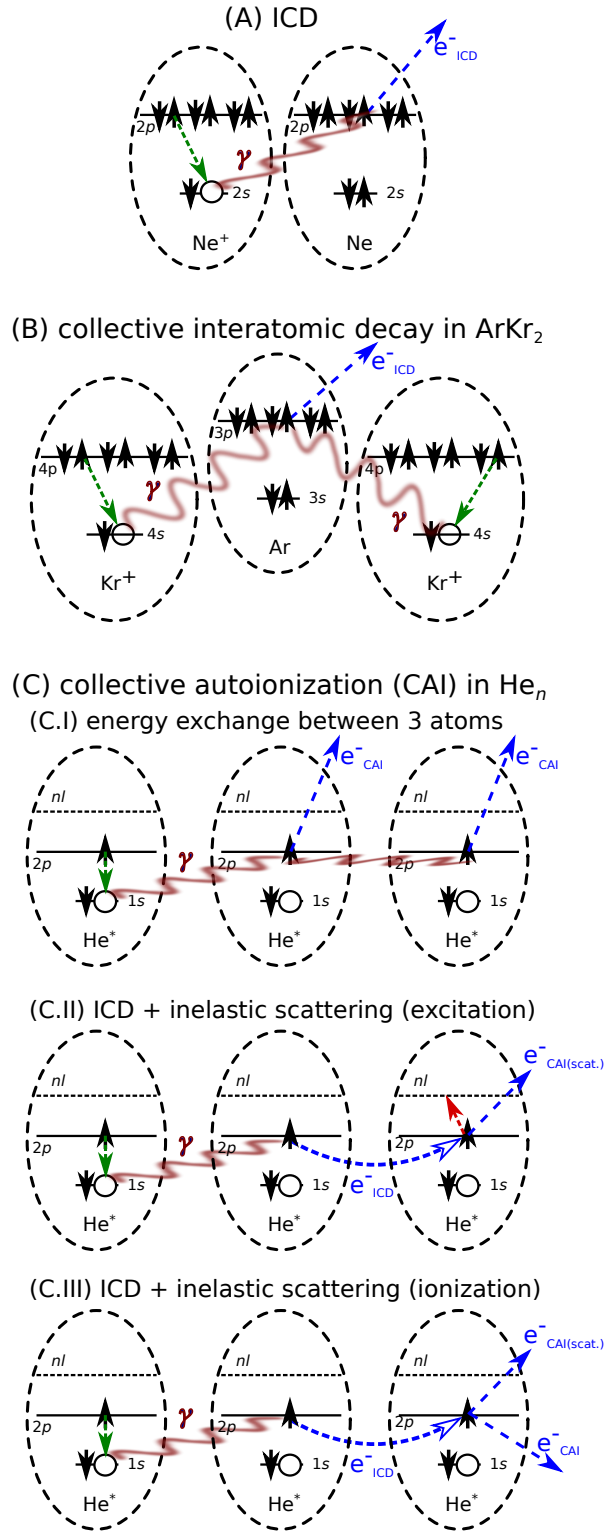 (A) ICD
e⁻ICD
2p 2p
γ
2s 2s
Ne⁺ Ne
(B) collective interatomic decay in ArKr₂
e⁻ICD
3p
4p 4p
γ 3s γ
4s 4s
Ar
Kr⁺ Kr⁺
(C) collective autoionization (CAI) in Heₙ
(C.I) energy exchange between 3 atoms
e⁻CAI e⁻CAI
nl nl nl
2p γ 2p 2p
1s 1s 1s
He* He* He*
(C.II) ICD + inelastic scattering (excitation)
e⁻CAI(scat.)
nl nl nl
2p γ 2p 2p
1s 1s e⁻ICD 1s
He* He* He*
(C.III) ICD + inelastic scattering (ionization)
e⁻CAI(scat.)
nl nl nl
2p γ 2p 2p
e⁻CAI
1s 1s e⁻ICD 1s
He* He* He*